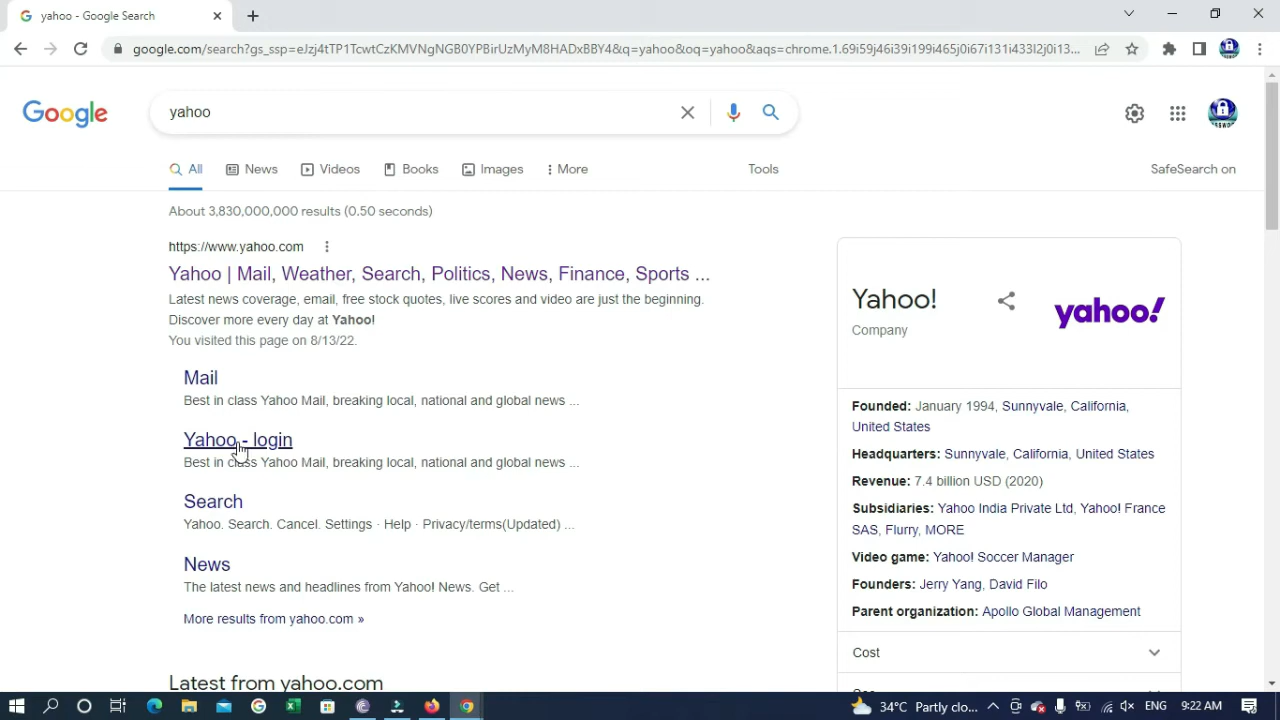 yahoo - Google Search
google.com/search?gs_ssp=eJzj4tTP1TcwtCzKMVNgNGB0YPBirUzMyM8HADxBBY4&q=yahoo&oq=yahoo&aqs=chrome.1.69i59j46i39i199i465j0i67i131i433l2j0i13...
Google
yahoo
All
News
Videos
Books
Images
More
Tools
SafeSearch on
About 3,830,000,000 results (0.50 seconds)
https://www.yahoo.com
Yahoo | Mail, Weather, Search, Politics, News, Finance, Sports ...
Latest news coverage, email, free stock quotes, live scores and video are just the beginning.
Discover more every day at Yahoo!
You visited this page on 8/13/22.
Mail
Best in class Yahoo Mail, breaking local, national and global news ...
Yahoo - login
Best in class Yahoo Mail, breaking local, national and global news ...
Search
Yahoo. Search. Cancel. Settings · Help · Privacy/terms(Updated) ...
News
The latest news and headlines from Yahoo! News. Get ...
More results from yahoo.com »
Latest from yahoo.com
Yahoo!
Company
yahoo!
Founded: January 1994, Sunnyvale, California,
United States
Headquarters: Sunnyvale, California, United States
Revenue: 7.4 billion USD (2020)
Subsidiaries: Yahoo India Private Ltd, Yahoo! France
SAS, Flurry, MORE
Video game: Yahoo! Soccer Manager
Founders: Jerry Yang, David Filo
Parent organization: Apollo Global Management
Cost
34°C Partly clo...
ENG
9:22 AM